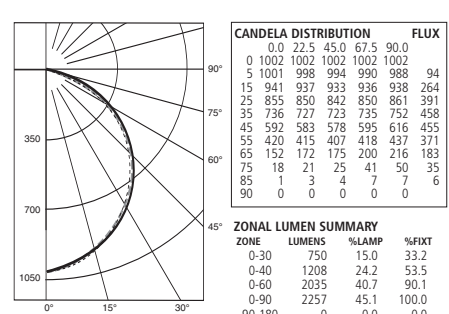 350
700
1050
0°
15°
30°
45°
60°
75°
90°
CANDELA DISTRIBUTION FLUX
0.0 22.5 45.0 67.5 90.0
0 1002 1002 1002 1002 1002
5 1001 998 994 990 988 94
15 941 937 933 936 938 264
25 855 850 842 850 861 391
35 736 727 723 735 752 458
45 592 583 578 595 616 455
55 420 415 407 418 437 371
65 152 172 175 200 216 183
75 18 21 25 41 50 35
85 1 3 4 7 7 6
90 0 0 0 0 0
ZONAL LUMEN SUMMARY
ZONE LUMENS %LAMP %FIXT
0-30 750 15.0 33.2
0-40 1208 24.2 53.5
0-60 2035 40.7 90.1
0-90 2257 45.1 100.0
90-180 0 0.0 0.0